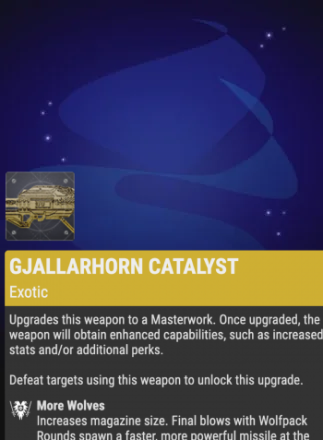 GJALLARHORN CATALYST
Exotic
Upgrades this weapon to a Masterwork. Once upgraded, the
weapon will obtain enhanced capabilities, such as increased
stats and/or additional perks.
Defeat targets using this weapon to unlock this upgrade.
More Wolves
Increases magazine size. Final blows with Wolfpack
Rounds spawn a faster, more powerful missile at the